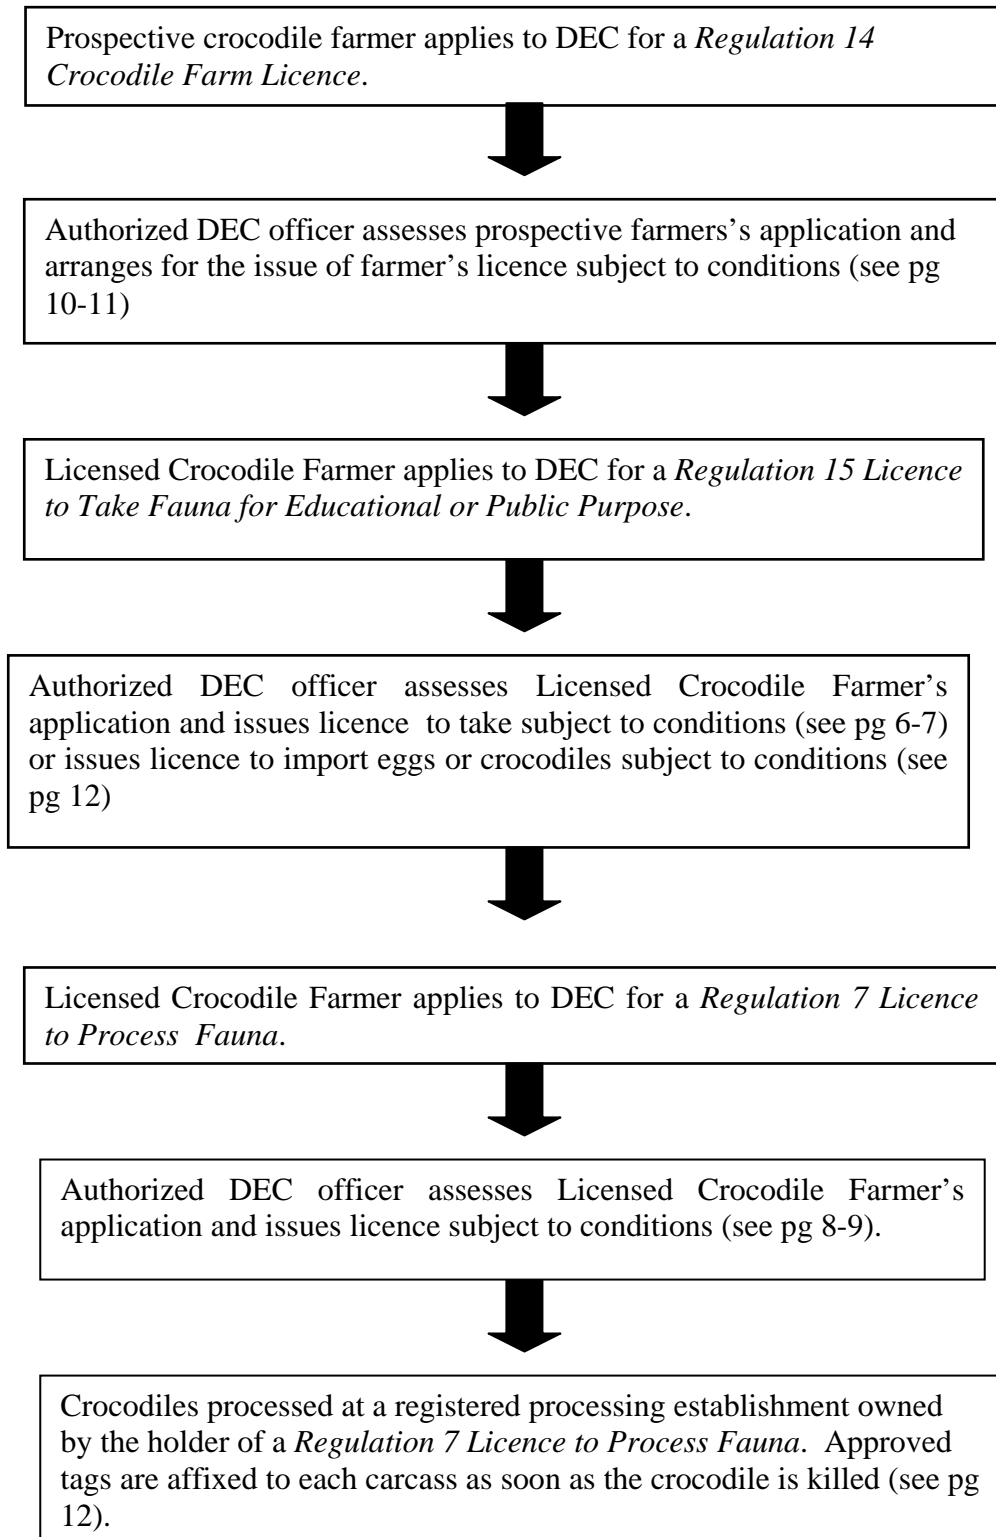 Prospective crocodile farmer applies to DEC for a Regulation 14
Crocodile Farm Licence.
Authorized DEC officer assesses prospective farmers's application and
arranges for the issue of farmer's licence subject to conditions (see pg
10-11)
Licensed Crocodile Farmer applies to DEC for a Regulation 15 Licence
to Take Fauna for Educational or Public Purpose.
Authorized DEC officer assesses Licensed Crocodile Farmer's
application and issues licence to take subject to conditions (see pg 6-7)
or issues licence to import eggs or crocodiles subject to conditions (see
pg 12)
Licensed Crocodile Farmer applies to DEC for a Regulation 7 Licence
to Process Fauna.
Authorized DEC officer assesses Licensed Crocodile Farmer's
application and issues licence subject to conditions (see pg 8-9).
Crocodiles processed at a registered processing establishment owned
by the holder of a Regulation 7 Licence to Process Fauna. Approved
tags are affixed to each carcass as soon as the crocodile is killed (see pg
12).